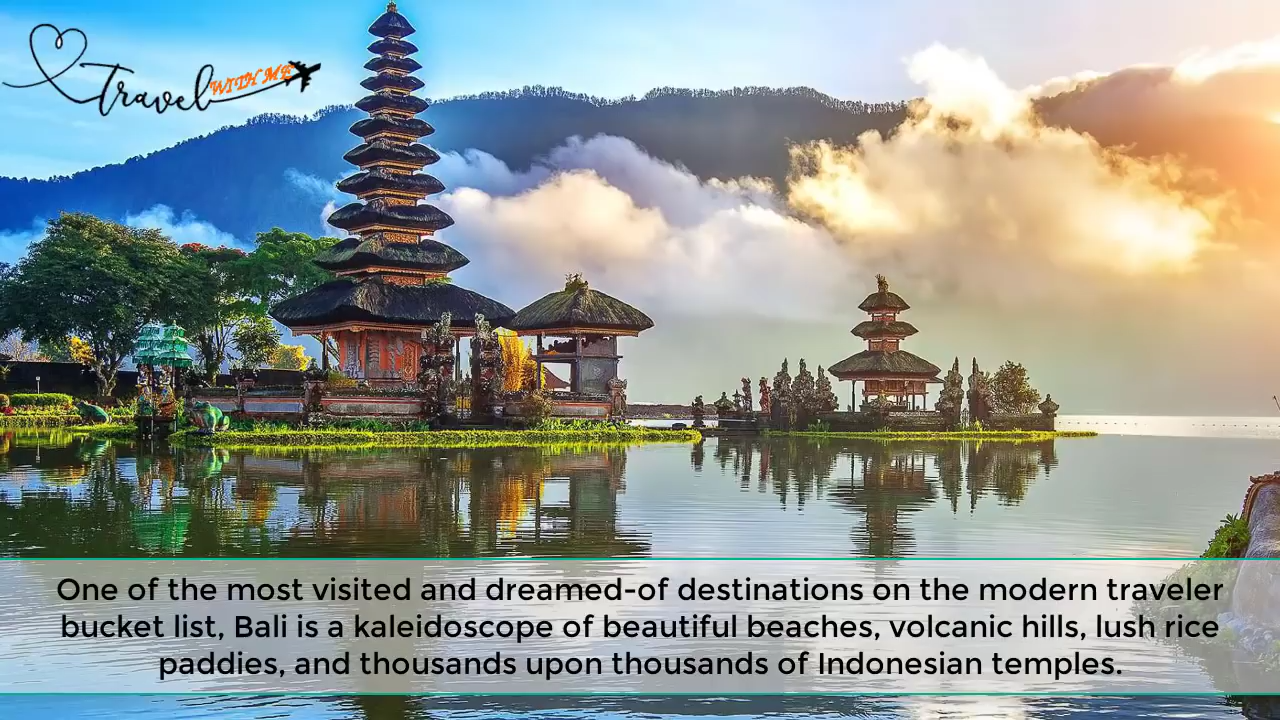 Travel WITH ME
One of the most visited and dreamed-of destinations on the modern traveler
bucket list, Bali is a kaleidoscope of beautiful beaches, volcanic hills, lush rice
paddies, and thousands upon thousands of Indonesian temples.